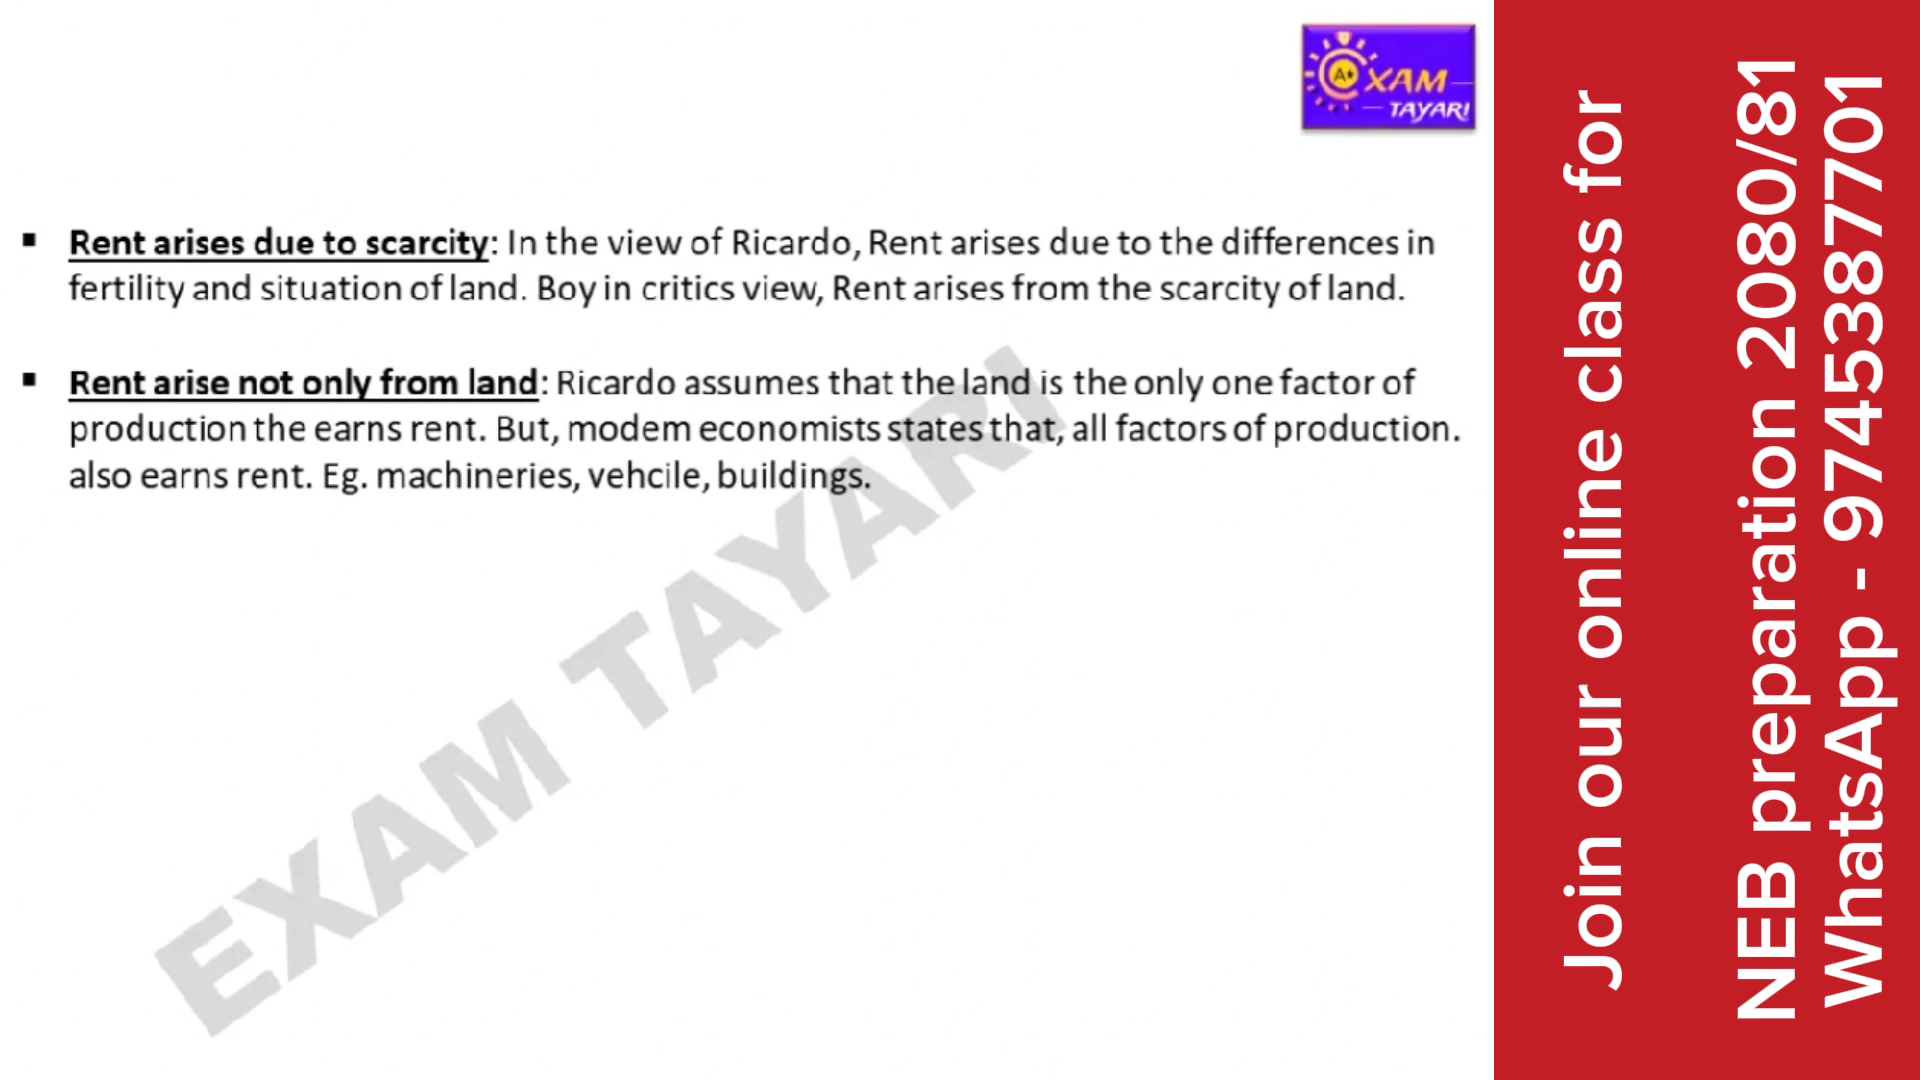 A+ EXAM
TAYARI
▪ Rent arises due to scarcity: In the view of Ricardo, Rent arises due to the differences in
fertility and situation of land. Boy in critics view, Rent arises from the scarcity of land.
▪ Rent arise not only from land: Ricardo assumes that the land is the only one factor of
production the earns rent. But, modem economists states that, all factors of production.
also earns rent. Eg. machineries, vehcile, buildings.
EXAM TAYARI
Join our online class for
NEB preparation 2080/81
WhatsApp - 9745387701